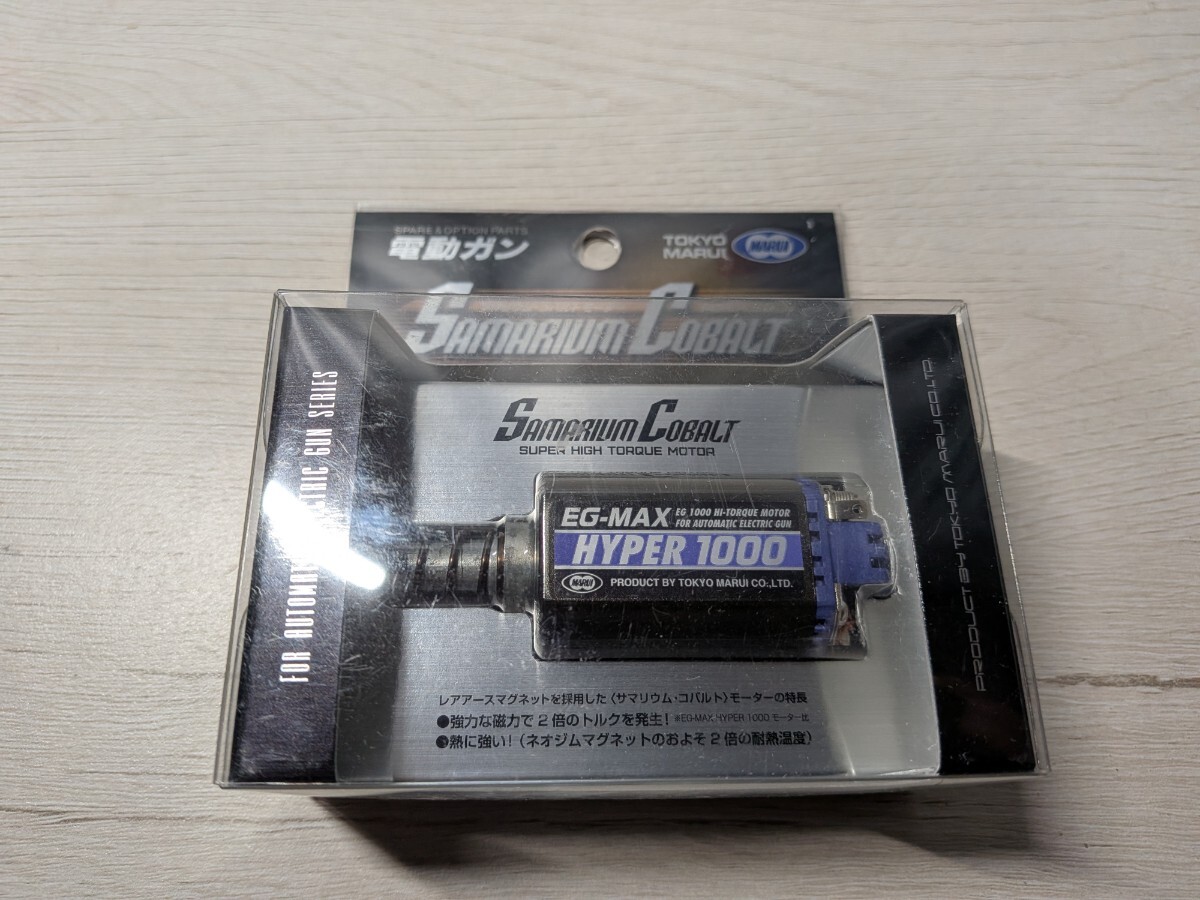 SPARE & OPTION PARTS
電動ガン
TOKYO
MARUI
MARUI
SAMARIUM COBALT
FOR AUTOMA TRIC GUN SERIES
SAMARIUM COBALT
SUPER HIGH TORQUE MOTOR
EG-MAX
EG 1000 HI-TORQUE MOTOR
FOR AUTOMATIC ELECTRIC GUN
HYPER 1000
MARUI
PRODUCT BY TOKYO MARUI CO.,LTD.
レアアースマグネットを採用した〈サマリウム・コバルト〉モーターの特長
●強力な磁力で2倍のトルクを発生! ※EG-MAX HYPER 1000 モーター比
●熱に強い!(ネオジムマグネットのおよそ2倍の耐熱温度)
PRODUCT BY TOKYO MARUI CO.LTD.